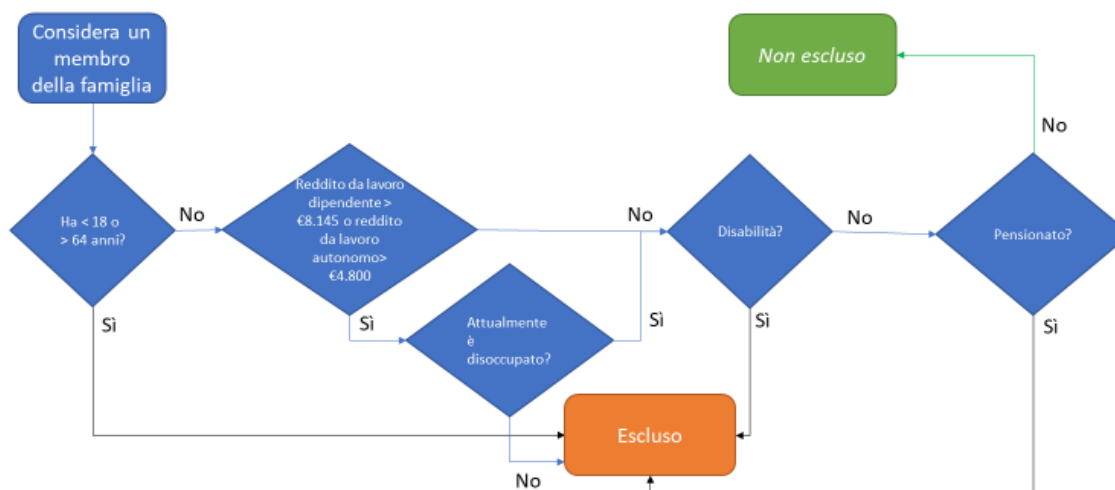 Considera un
membro
della famiglia
Non escluso
No
Ha < 18 o
> 64 anni?
No
Reddito da lavoro
dipendente >
€8.145 o reddito
da lavoro
autonomo>
€4.800
No
Disabilità?
No
Pensionato?
Sì
Sì
Attualmente
è
disoccupato?
Sì
Sì
Sì
Escluso
No